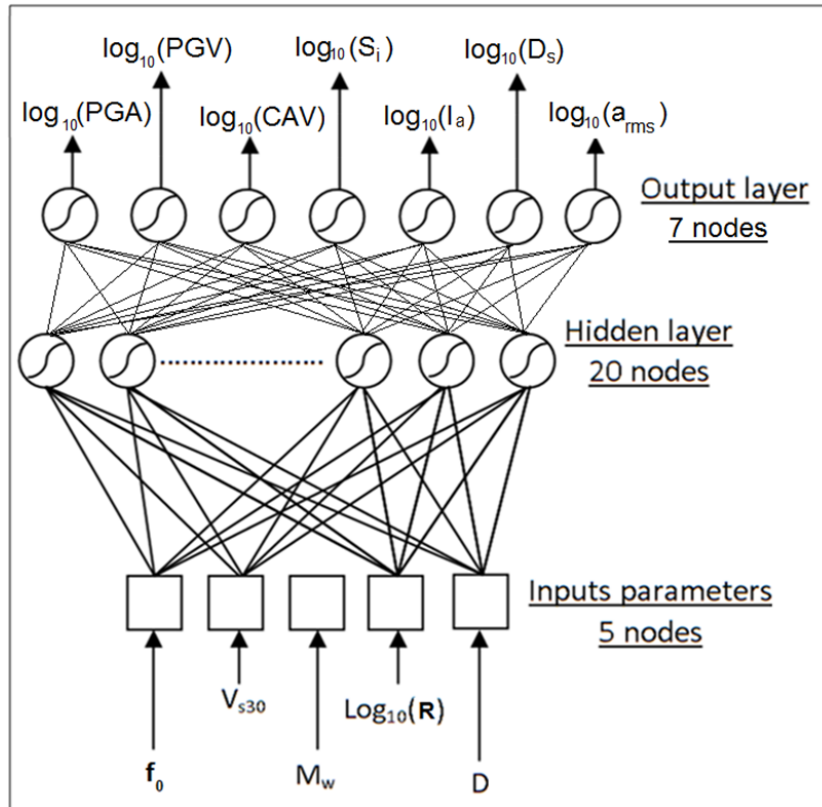 log₁₀(PGV) log₁₀(Sᵢ) log₁₀(Dₛ)
log₁₀(PGA) log₁₀(CAV) log₁₀(Iₐ) log₁₀(aᵣₘₛ)
Output layer
7 nodes
Hidden layer
20 nodes
Inputs parameters
5 nodes
Vₛ₃₀ Log₁₀(R)
f₀ M_w D